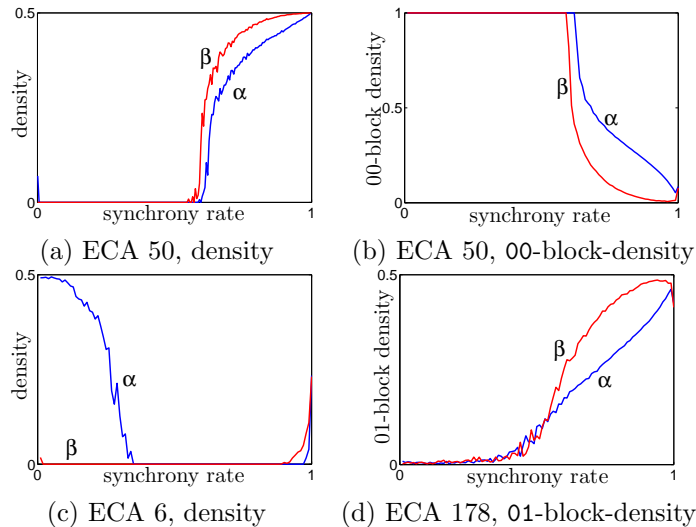 0.5
density
β
α
0
0
synchrony rate
1
(a) ECA 50, density
1
00-block density
0.5
β
α
0
0
synchrony rate
1
(b) ECA 50, 00-block-density
0.5
density
α
β
0
0
synchrony rate
1
(c) ECA 6, density
0.5
01-block density
β
α
0
0
synchrony rate
1
(d) ECA 178, 01-block-density